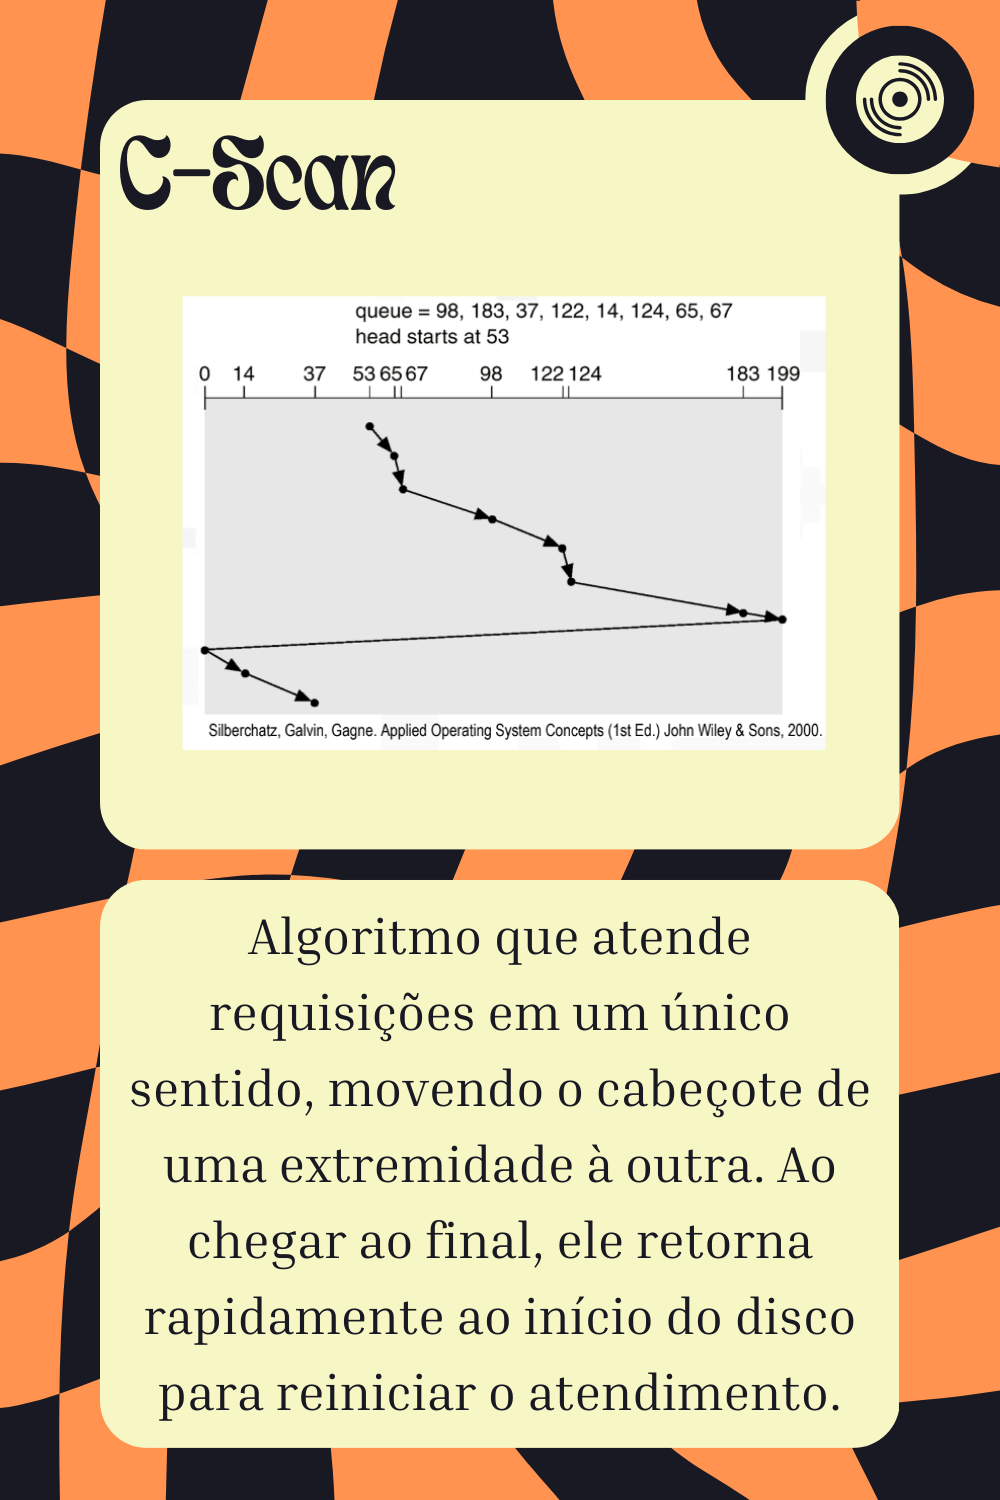 C-Scan
queue = 98, 183, 37, 122, 14, 124, 65, 67
head starts at 53
0 14 37 53 65 67 98 122 124 183 199
Silberchatz, Galvin, Gagne. Applied Operating System Concepts (1st Ed.) John Wiley & Sons, 2000.
Algoritmo que atende
requisições em um único
sentido, movendo o cabeçote de
uma extremidade à outra. Ao
chegar ao final, ele retorna
rapidamente ao início do disco
para reiniciar o atendimento.